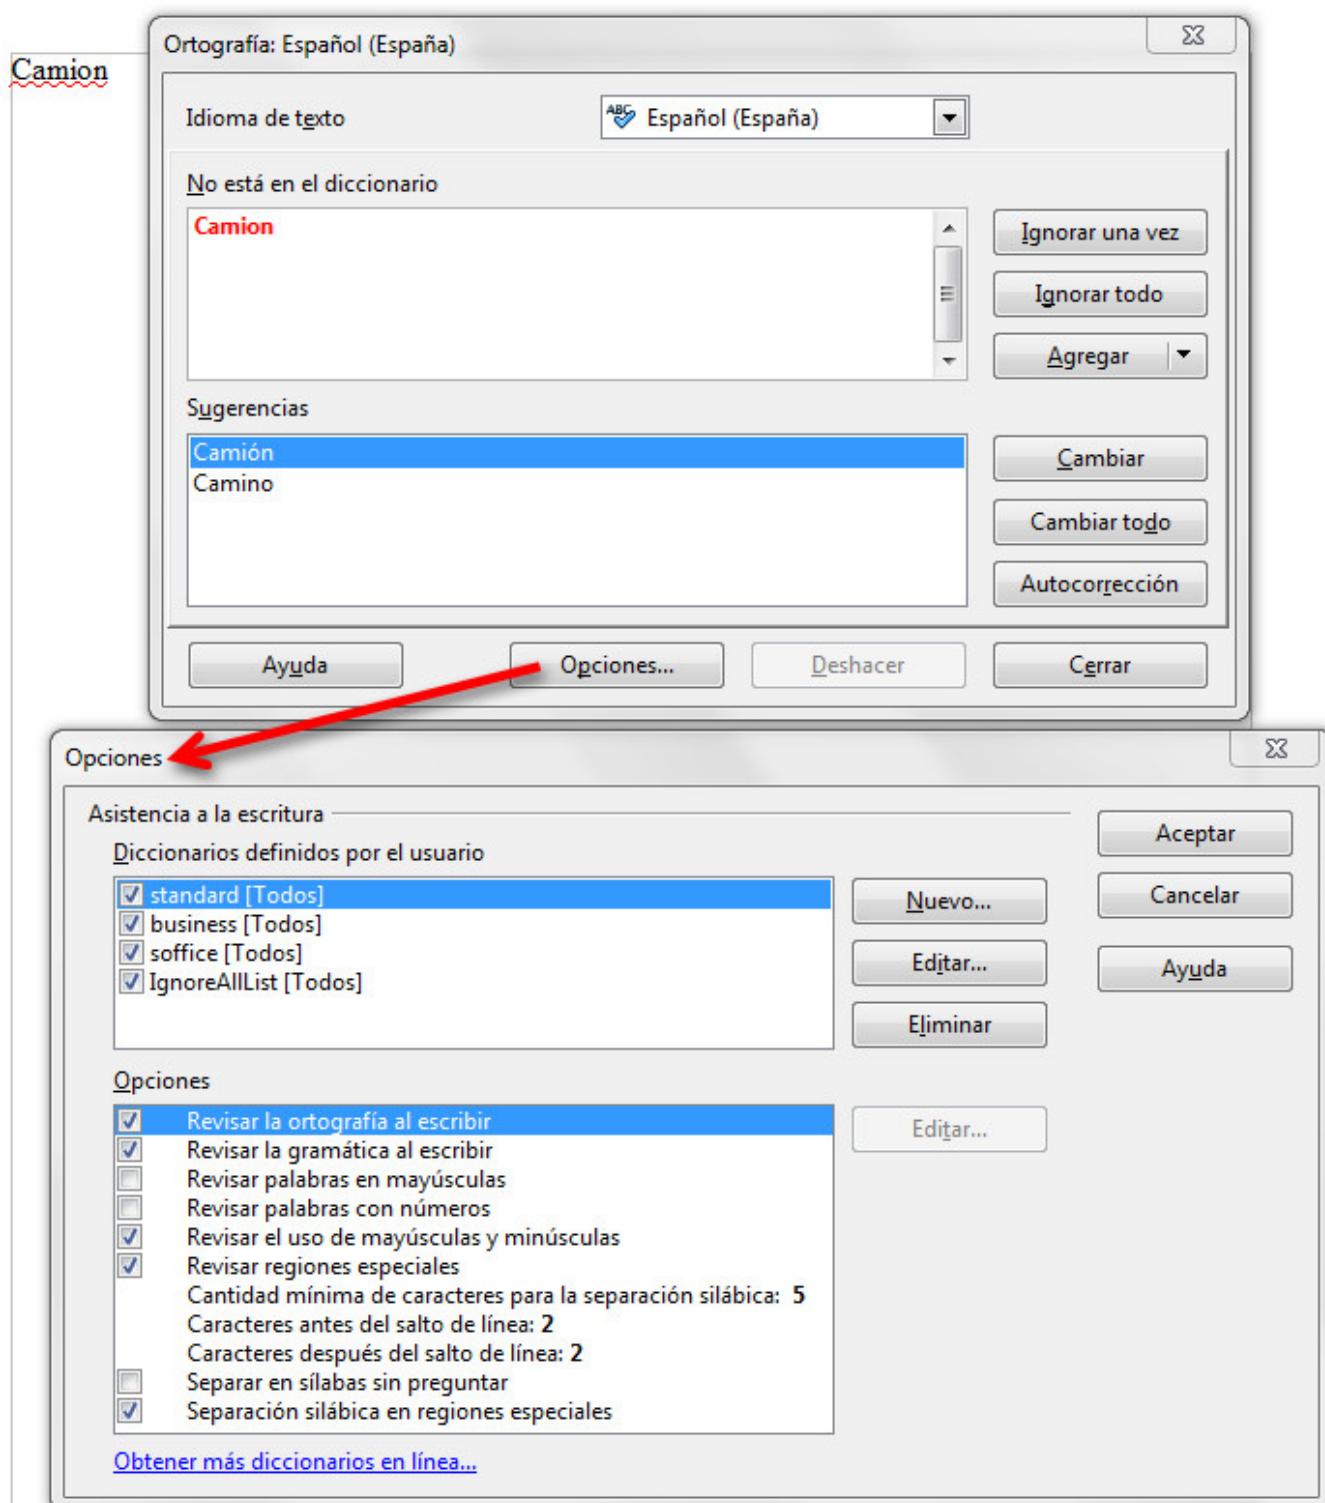 Ortografía: Español (España)
Camion
Idioma de texto
ABC Español (España)
No está en el diccionario
Camion
Ignorar una vez
Ignorar todo
Agregar
Sugerencias
Camión
Camino
Cambiar
Cambiar todo
Autocorrección
Ayuda
Opciones...
Deshacer
Cerrar
Opciones
Asistencia a la escritura
Aceptar
Diccionarios definidos por el usuario
standard [Todos]
business [Todos]
soffice [Todos]
IgnoreAllList [Todos]
Nuevo...
Cancelar
Editar...
Ayuda
Eliminar
Opciones
Revisar la ortografía al escribir
Editar...
Revisar la gramática al escribir
Revisar palabras en mayúsculas
Revisar palabras con números
Revisar el uso de mayúsculas y minúsculas
Revisar regiones especiales
Cantidad mínima de caracteres para la separación silábica: 5
Caracteres antes del salto de línea: 2
Caracteres después del salto de línea: 2
Separar en sílabas sin preguntar
Separación silábica en regiones especiales
Obtener más diccionarios en línea...